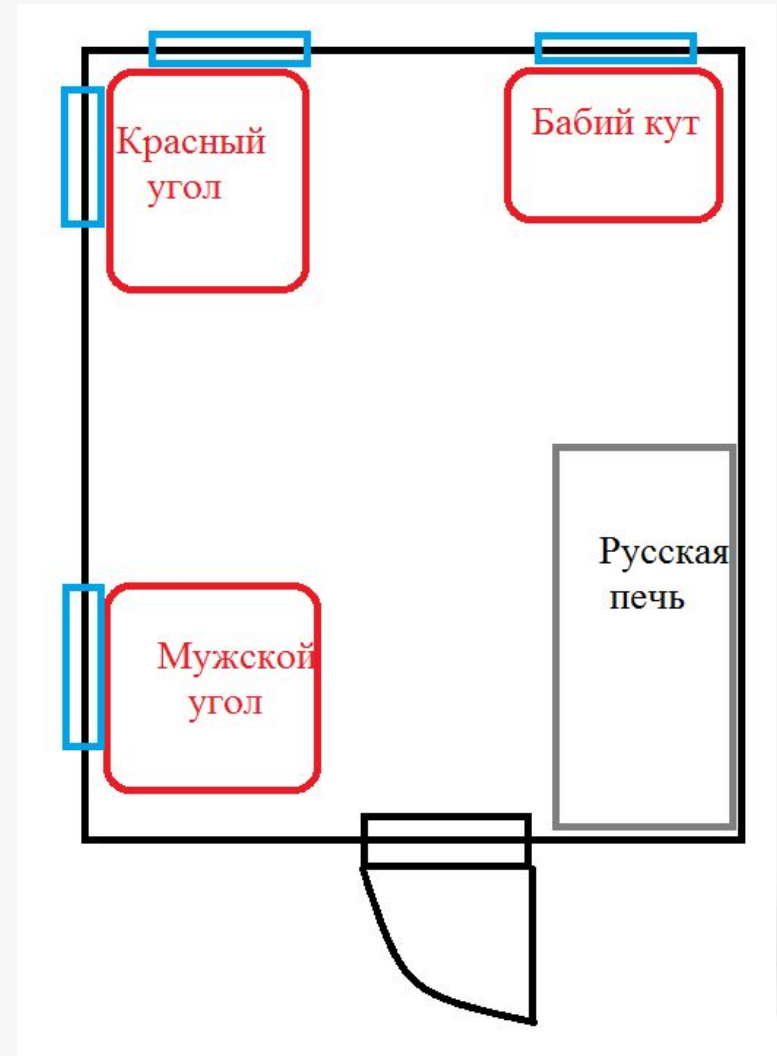 Красный
угол
Бабий кут
Русская
печь
Мужской
угол